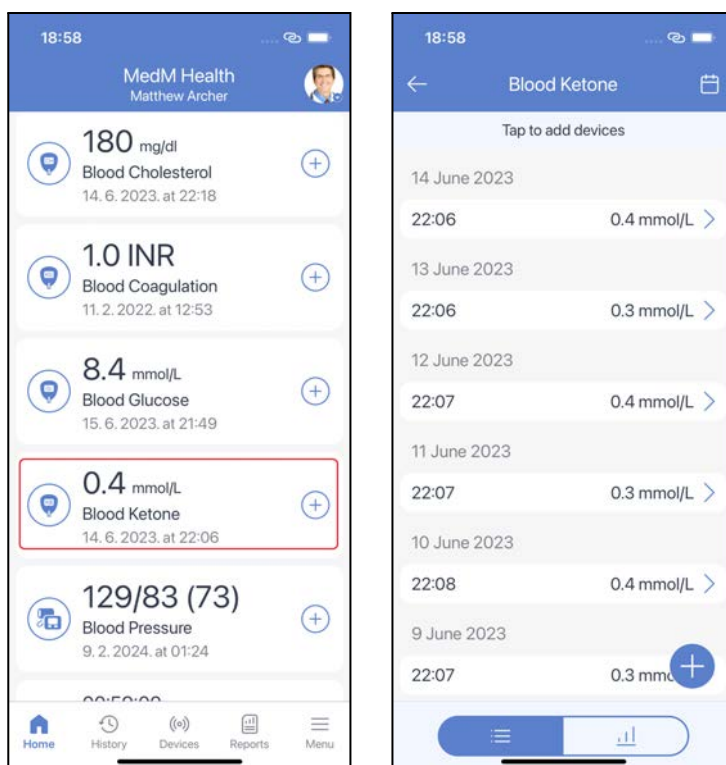 18:58
MedM Health
Matthew Archer
180 mg/dl
Blood Cholesterol
14. 6. 2023. at 22:18
1.0 INR
Blood Coagulation
11. 2. 2022. at 12:53
8.4 mmol/L
Blood Glucose
15. 6. 2023. at 21:49
0.4 mmol/L
Blood Ketone
14. 6. 2023. at 22:06
129/83 (73)
Blood Pressure
9. 2. 2024. at 01:24
Home History Devices Reports Menu
18:58
Blood Ketone
Tap to add devices
14 June 2023
22:06 0.4 mmol/L
13 June 2023
22:06 0.3 mmol/L
12 June 2023
22:07 0.4 mmol/L
11 June 2023
22:07 0.3 mmol/L
10 June 2023
22:08 0.4 mmol/L
9 June 2023
22:07 0.3